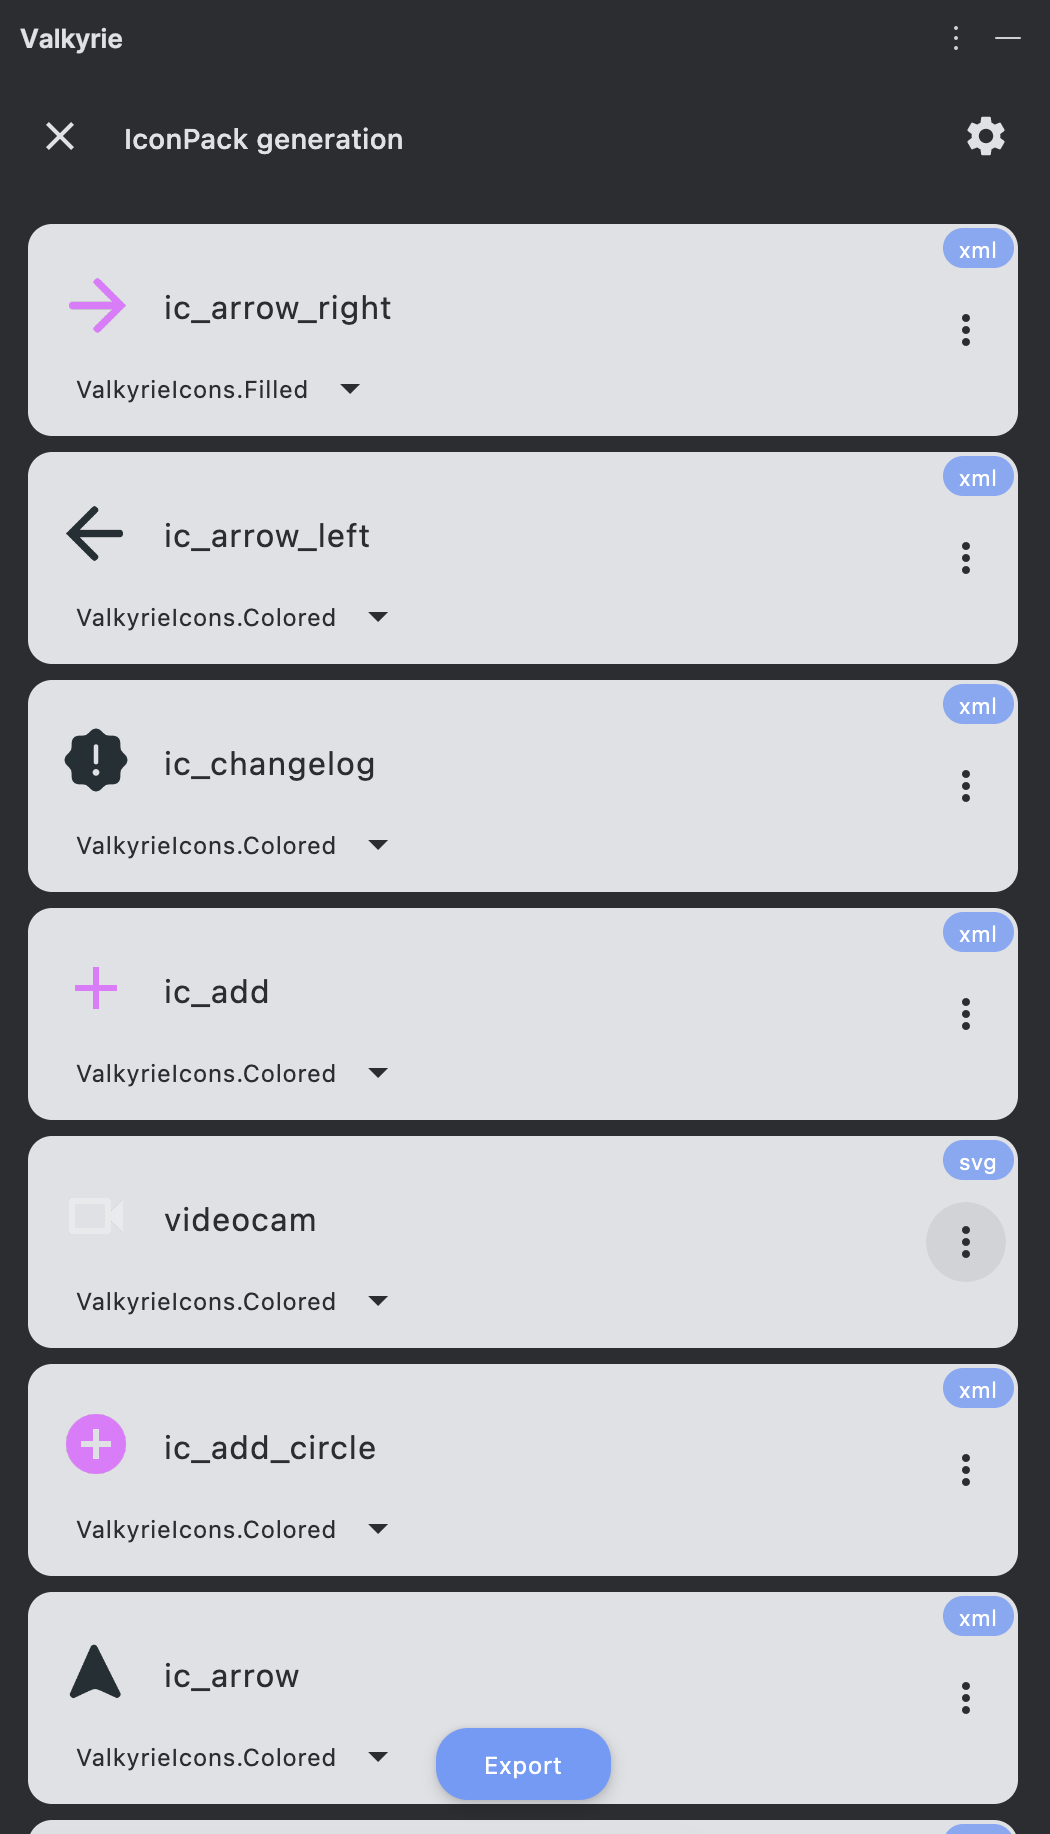 Valkyrie
IconPack generation
xml
ic_arrow_right
ValkyrieIcons.Filled
xml
ic_arrow_left
ValkyrieIcons.Colored
xml
ic_changelog
ValkyrieIcons.Colored
xml
ic_add
ValkyrieIcons.Colored
svg
videocam
ValkyrieIcons.Colored
xml
ic_add_circle
ValkyrieIcons.Colored
xml
ic_arrow
ValkyrieIcons.Colored
Export